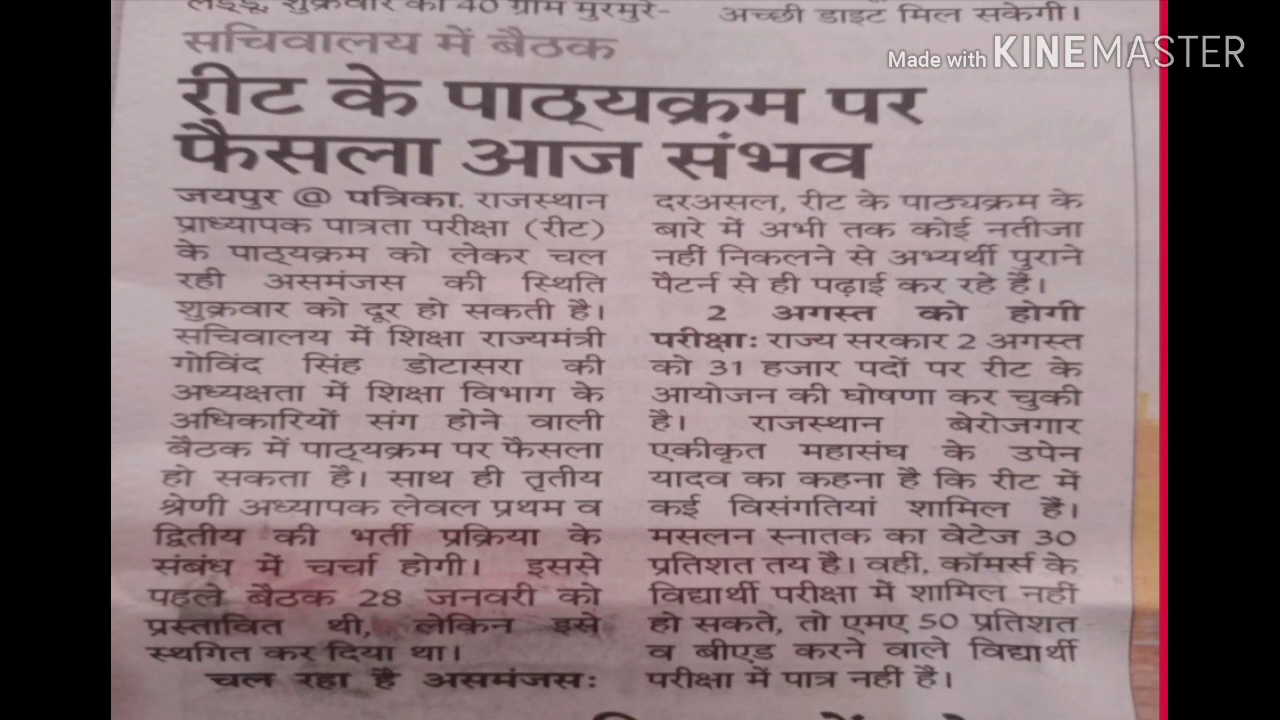 लड्डू, शुक्रवार को 40 ग्राम मुरमुरे-
अच्छी डाइट मिल सकेगी।
Made with KINEMASTER
सचिवालय में बैठक
रीट के पाठ्यक्रम पर
फैसला आज संभव
जयपुर @ पत्रिका. राजस्थान
प्राध्यापक पात्रता परीक्षा (रीट)
के पाठ्यक्रम को लेकर चल
रही असमंजस की स्थिति
शुक्रवार को दूर हो सकती है।
सचिवालय में शिक्षा राज्यमंत्री
गोविंद सिंह डोटासरा की
अध्यक्षता में शिक्षा विभाग के
अधिकारियों संग होने वाली
बैठक में पाठ्यक्रम पर फैसला
हो सकता है। साथ ही तृतीय
श्रेणी अध्यापक लेवल प्रथम व
द्वितीय की भर्ती प्रक्रिया के
संबंध में चर्चा होगी। इससे
पहले बैठक 28 जनवरी को
प्रस्तावित थी, लेकिन इसे
स्थगित कर दिया था।
चल रहा है असमंजस:
दरअसल, रीट के पाठ्यक्रम के
बारे में अभी तक कोई नतीजा
नहीं निकलने से अभ्यर्थी पुराने
पैटर्न से ही पढ़ाई कर रहे हैं।
2 अगस्त को होगी
परीक्षा: राज्य सरकार 2 अगस्त
को 31 हजार पदों पर रीट के
आयोजन की घोषणा कर चुकी
है। राजस्थान बेरोजगार
एकीकृत महासंघ के उपेन
यादव का कहना है कि रीट में
कई विसंगतियां शामिल हैं।
मसलन स्नातक का वेटेज 30
प्रतिशत तय है। वहीं, कॉमर्स के
विद्यार्थी परीक्षा में शामिल नहीं
हो सकते, तो एमए 50 प्रतिशत
व बीएड करने वाले विद्यार्थी
परीक्षा में पात्र नहीं है।